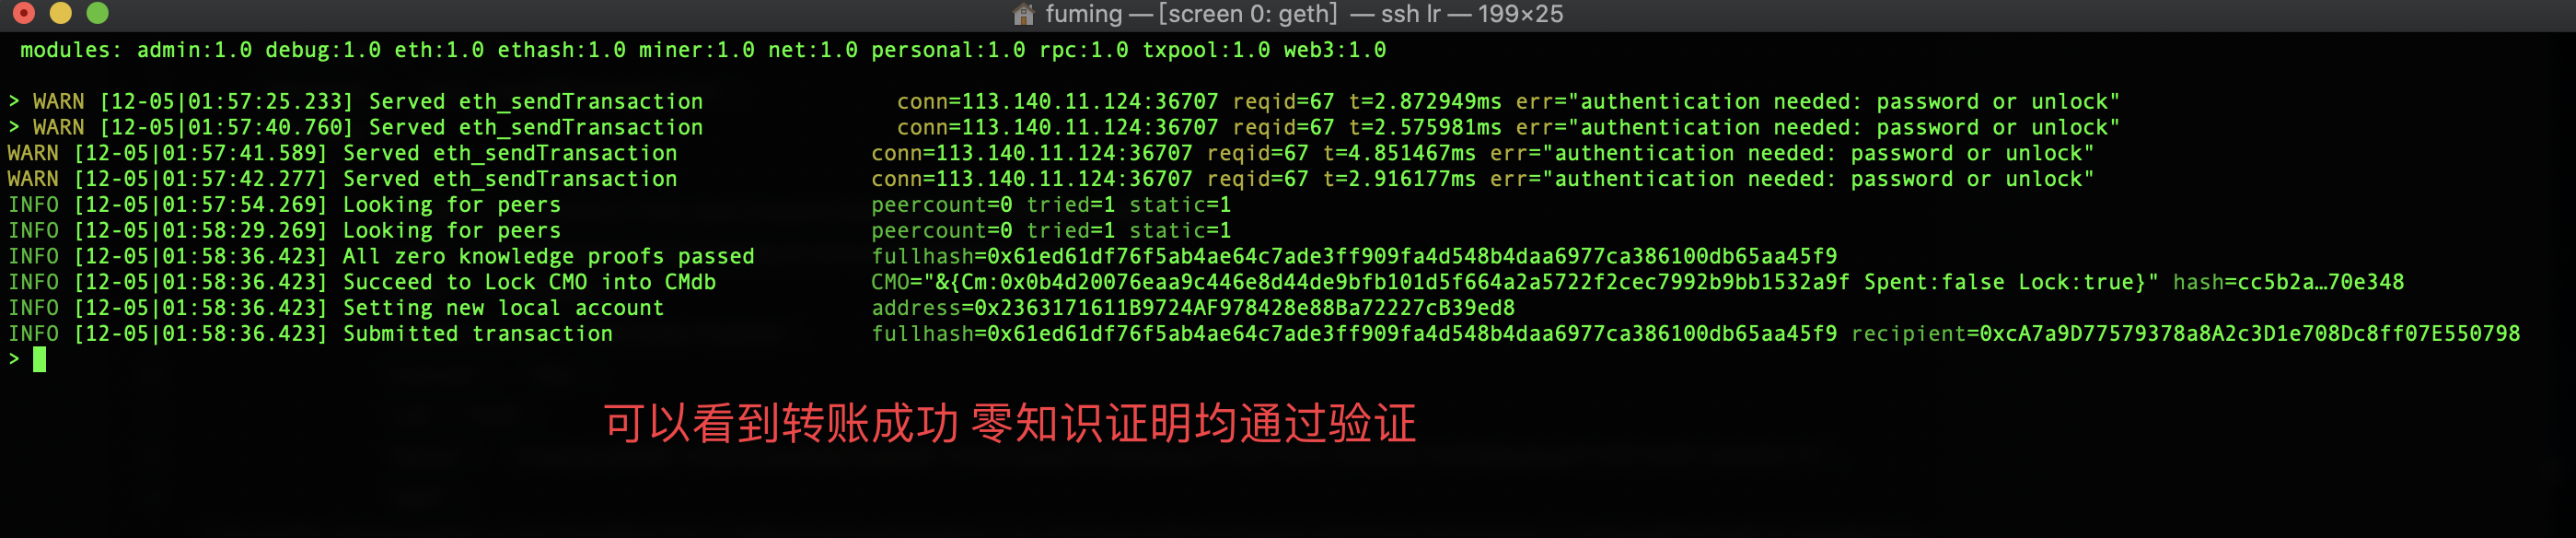 fuming — [screen 0: geth] — ssh lr — 199×25
modules: admin:1.0 debug:1.0 eth:1.0 ethash:1.0 miner:1.0 net:1.0 personal:1.0 rpc:1.0 txpool:1.0 web3:1.0
> WARN [12-05|01:57:25.233] Served eth_sendTransaction conn=113.140.11.124:36707 reqid=67 t=2.872949ms err="authentication needed: password or unlock"
> WARN [12-05|01:57:40.760] Served eth_sendTransaction conn=113.140.11.124:36707 reqid=67 t=2.575981ms err="authentication needed: password or unlock"
WARN [12-05|01:57:41.589] Served eth_sendTransaction conn=113.140.11.124:36707 reqid=67 t=4.851467ms err="authentication needed: password or unlock"
WARN [12-05|01:57:42.277] Served eth_sendTransaction conn=113.140.11.124:36707 reqid=67 t=2.916177ms err="authentication needed: password or unlock"
INFO [12-05|01:57:54.269] Looking for peers peercount=0 tried=1 static=1
INFO [12-05|01:58:29.269] Looking for peers peercount=0 tried=1 static=1
INFO [12-05|01:58:36.423] All zero knowledge proofs passed fullhash=0x61ed61df76f5ab4ae64c7ade3ff909fa4d548b4daa6977ca386100db65aa45f9
INFO [12-05|01:58:36.423] Succeed to Lock CMO into CMdb CMO="&{Cm:0x0b4d20076eaa9c446e8d44de9bfb101d5f664a2a5722f2cec7992b9bb1532a9f Spent:false Lock:true}" hash=cc5b2a…70e348
INFO [12-05|01:58:36.423] Setting new local account address=0x2363171611B9724AF978428e88Ba72227cB39ed8
INFO [12-05|01:58:36.423] Submitted transaction fullhash=0x61ed61df76f5ab4ae64c7ade3ff909fa4d548b4daa6977ca386100db65aa45f9 recipient=0xcA7a9D77579378a8A2c3D1e708Dc8ff07E550798
>
可以看到转账成功 零知识证明均通过验证